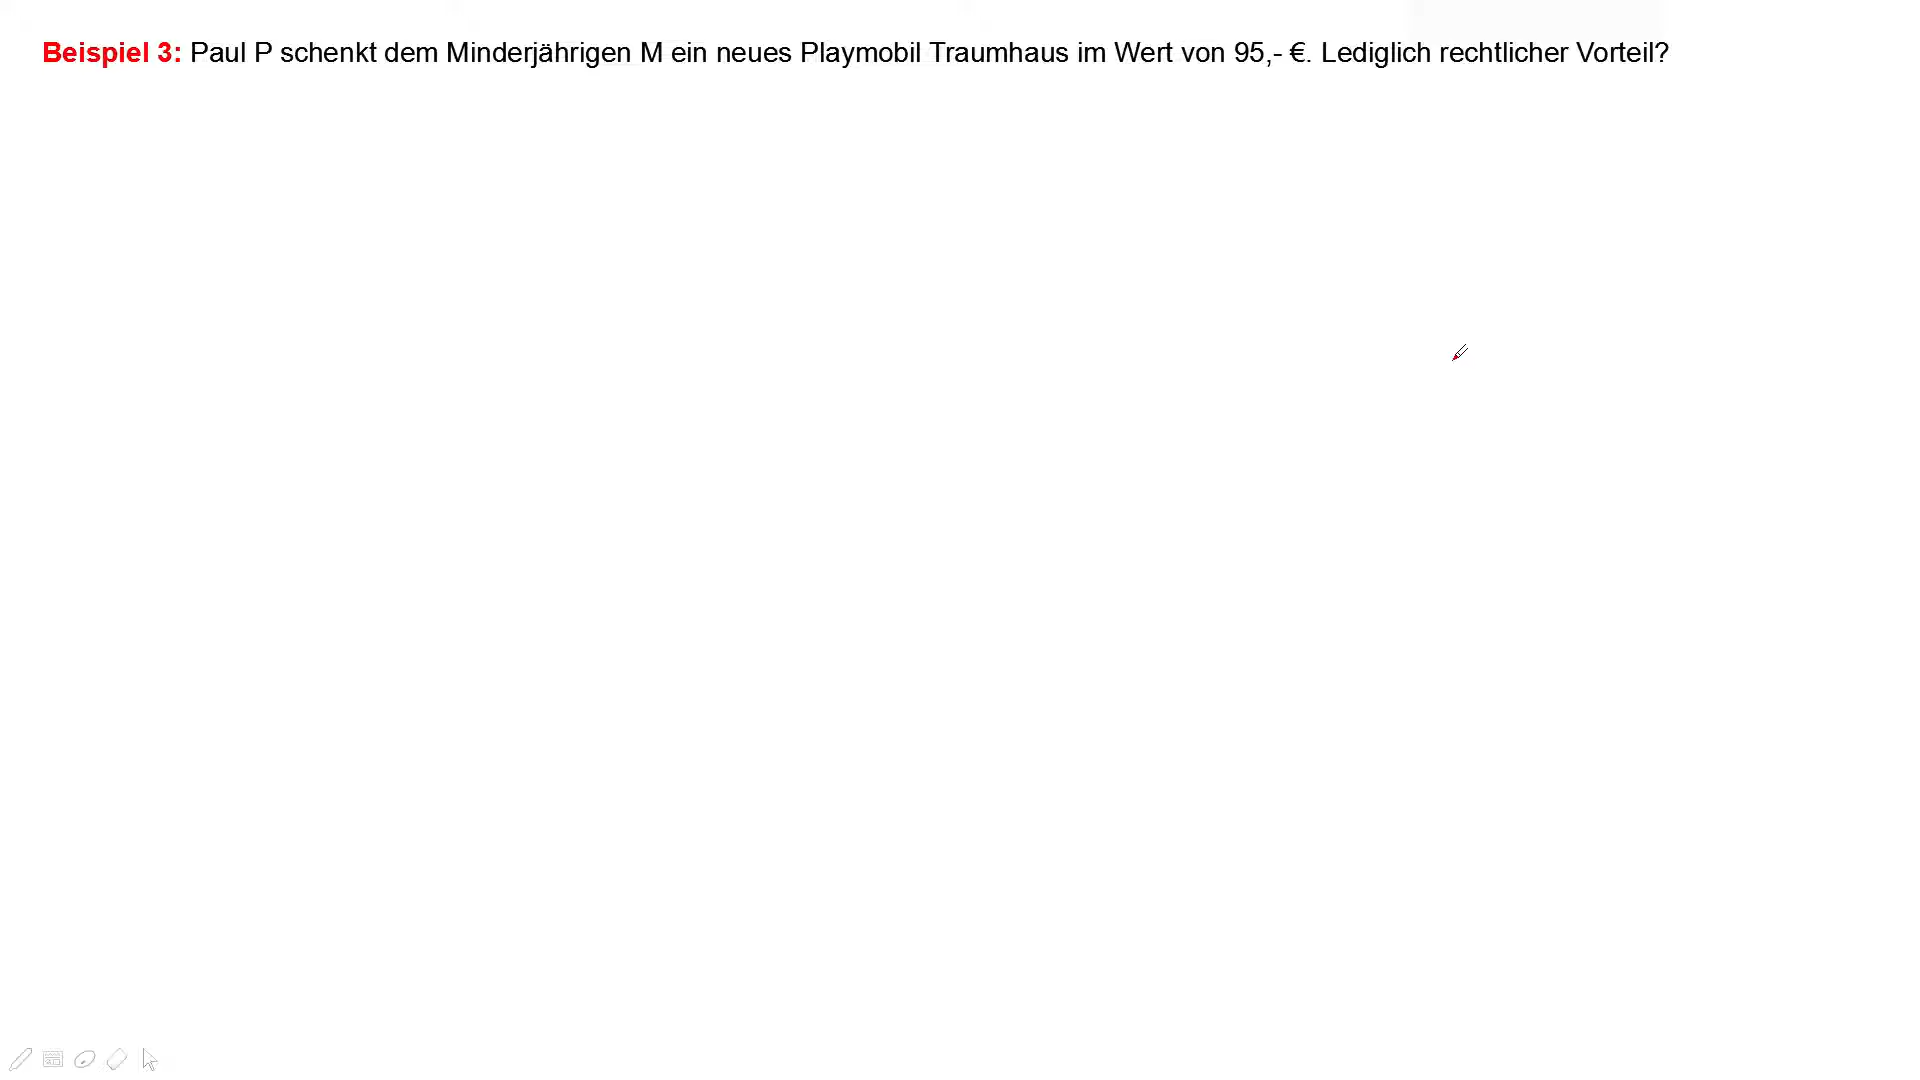 Beispiel 3: Paul P schenkt dem Minderjährigen M ein neues Playmobil Traumhaus im Wert von 95,- €. Lediglich rechtlicher Vorteil?